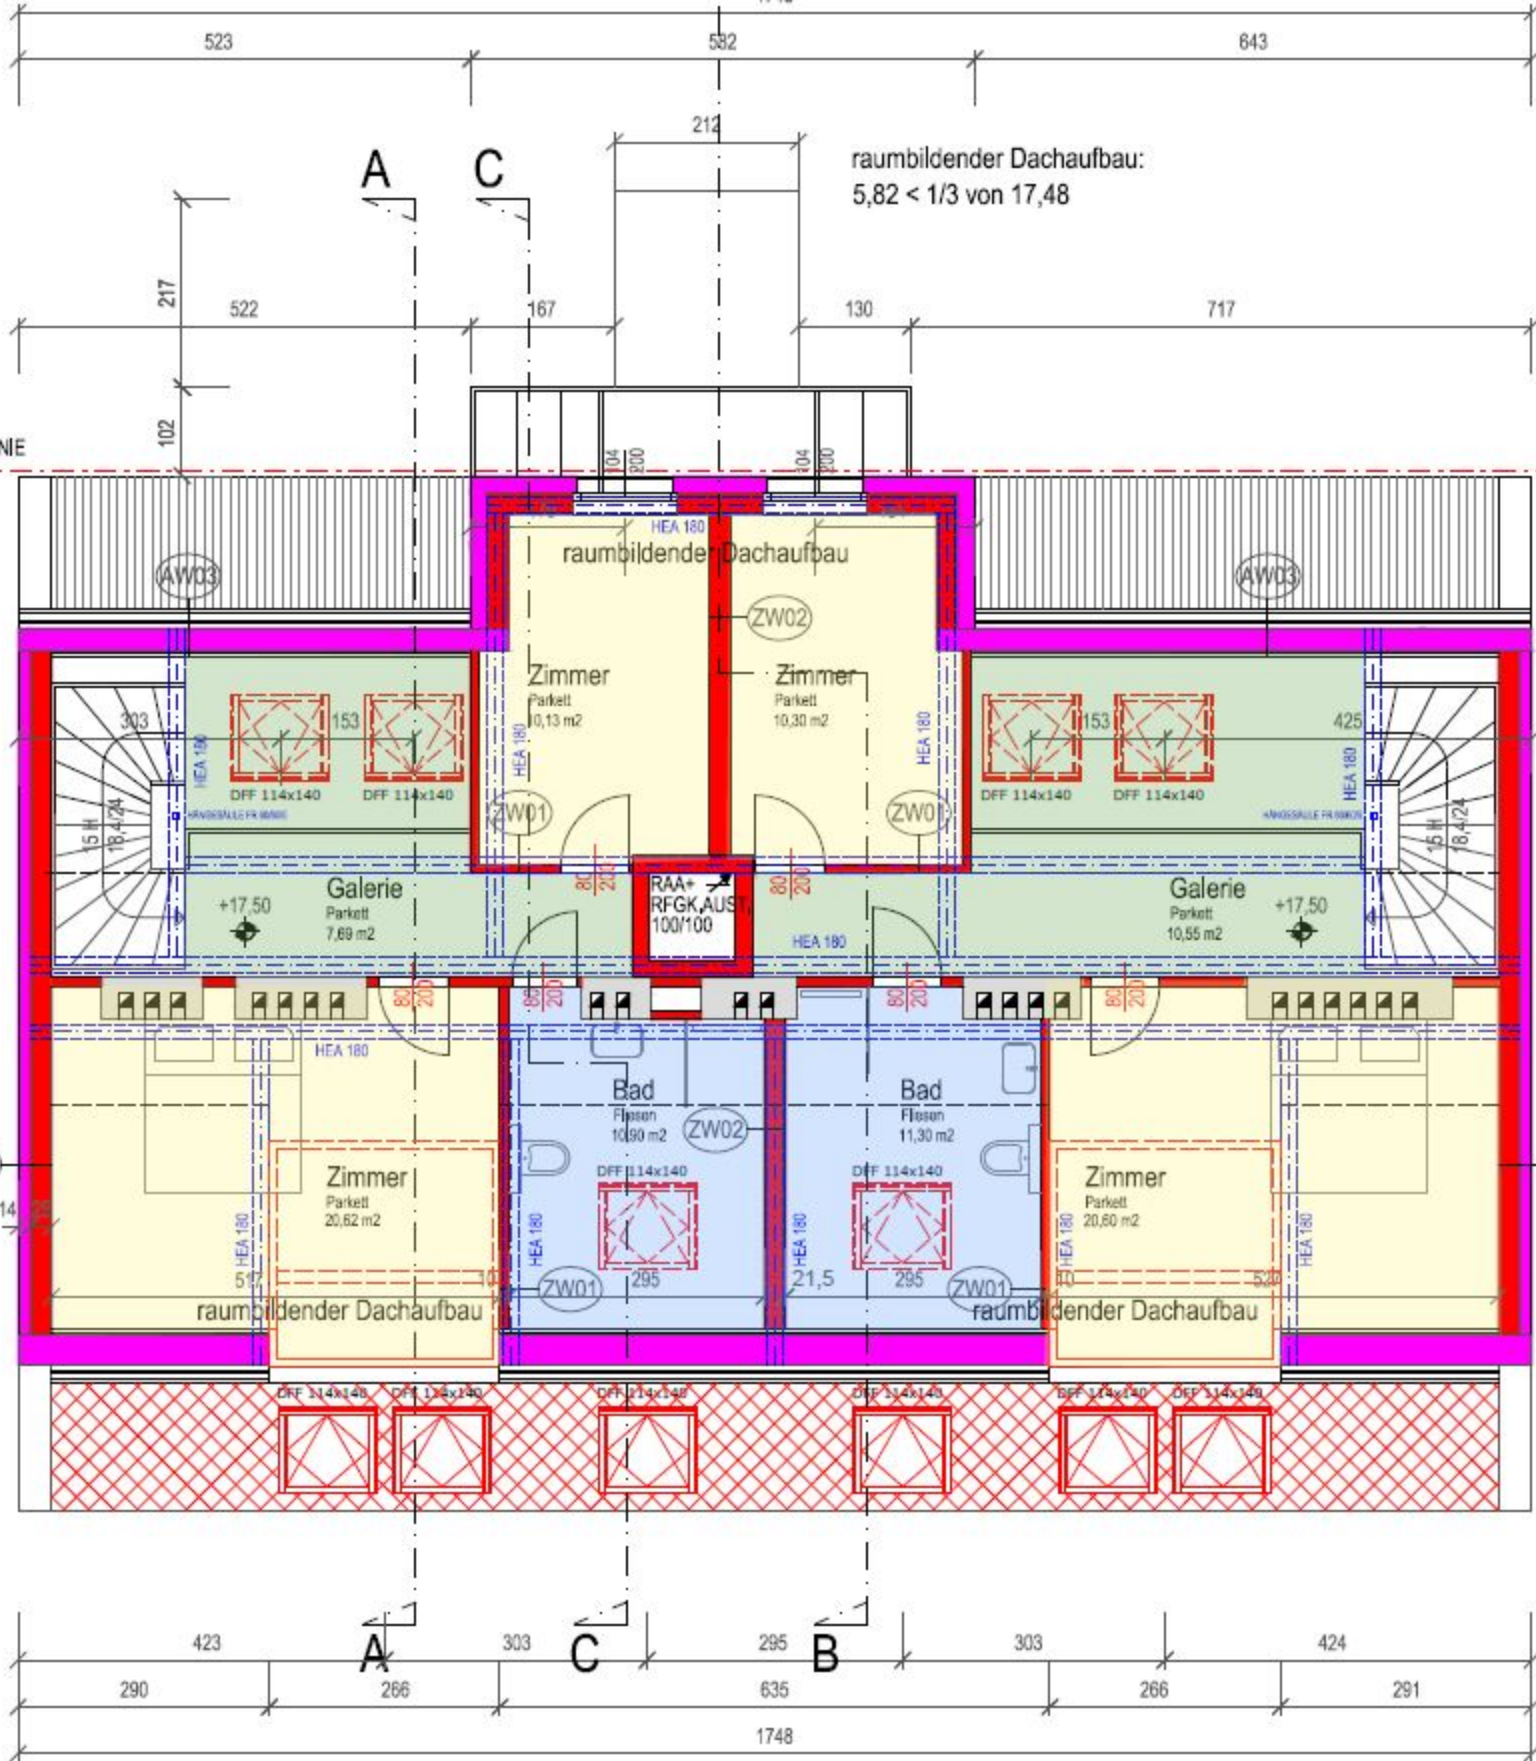 523 582 643
212
A C
raumbildender Dachaufbau:
5,82 < 1/3 von 17,48
217
522 167 130 717
102
NIE
104 200 104 200
HEA 180
raumbildender Dachaufbau
AW03 AW03
ZW02
Zimmer
Parkett
10,13 m2
Zimmer
Parkett
10,30 m2
303 153 153 425
HEA 180 HEA 180 HEA 180 HEA 180
DFF 114x140 DFF 114x140 DFF 114x140 DFF 114x140
ZW01 ZW01
15 H
18,4/24
15 H
18,4/24
80 200 80 200
RAA+
RFGK,AUST,
100/100
Galerie
Parkett
7,69 m2
+17,50
Galerie
Parkett
10,55 m2
+17,50
HEA 180
80 200 80 200 80 200 80 200
HEA 180
Bad
Fliesen
10,90 m2
ZW02
Bad
Fliesen
11,30 m2
DFF 114x140 DFF 114x140
Zimmer
Parkett
20,62 m2
Zimmer
Parkett
20,60 m2
14
HEA 180 HEA 180 HEA 180 HEA 180 HEA 180
517 10 ZW01 295 21,5 295 ZW01 10 527
raumbildender Dachaufbau raumbildender Dachaufbau
DFF 114x140 DFF 114x140 DFF 114x140 DFF 114x140 DFF 114x140 DFF 114x140
A C B
423 303 295 303 424
290 266 635 266 291
1748